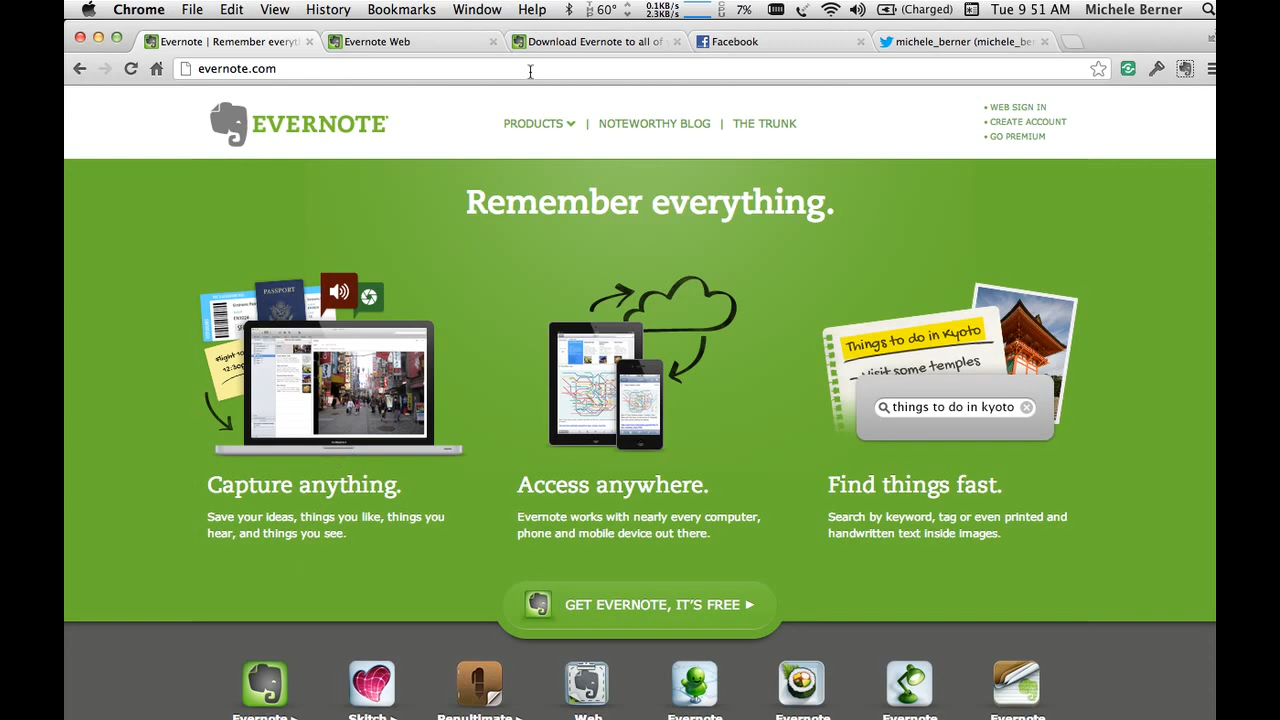 Chrome File Edit View History Bookmarks Window Help 60° 0.1KB/s 2.3KB/s 7% (Charged) Tue 9 51 AM Michele Berner
Evernote | Remember everyt
Evernote Web
Download Evernote to all of
Facebook
michele_berner (michele_be
evernote.com
EVERNOTE
PRODUCTS | NOTEWORTHY BLOG | THE TRUNK
• WEB SIGN IN
• CREATE ACCOUNT
• GO PREMIUM
Remember everything.
PASSPORT
Things to do in Kyoto
visit some temples
things to do in kyoto
Capture anything.
Save your ideas, things you like, things you
hear, and things you see.
Access anywhere.
Evernote works with nearly every computer,
phone and mobile device out there.
Find things fast.
Search by keyword, tag or even printed and
handwritten text inside images.
GET EVERNOTE, IT'S FREE ▶
Evernote Skitch Penultimate Web Evernote Evernote Evernote Evernote